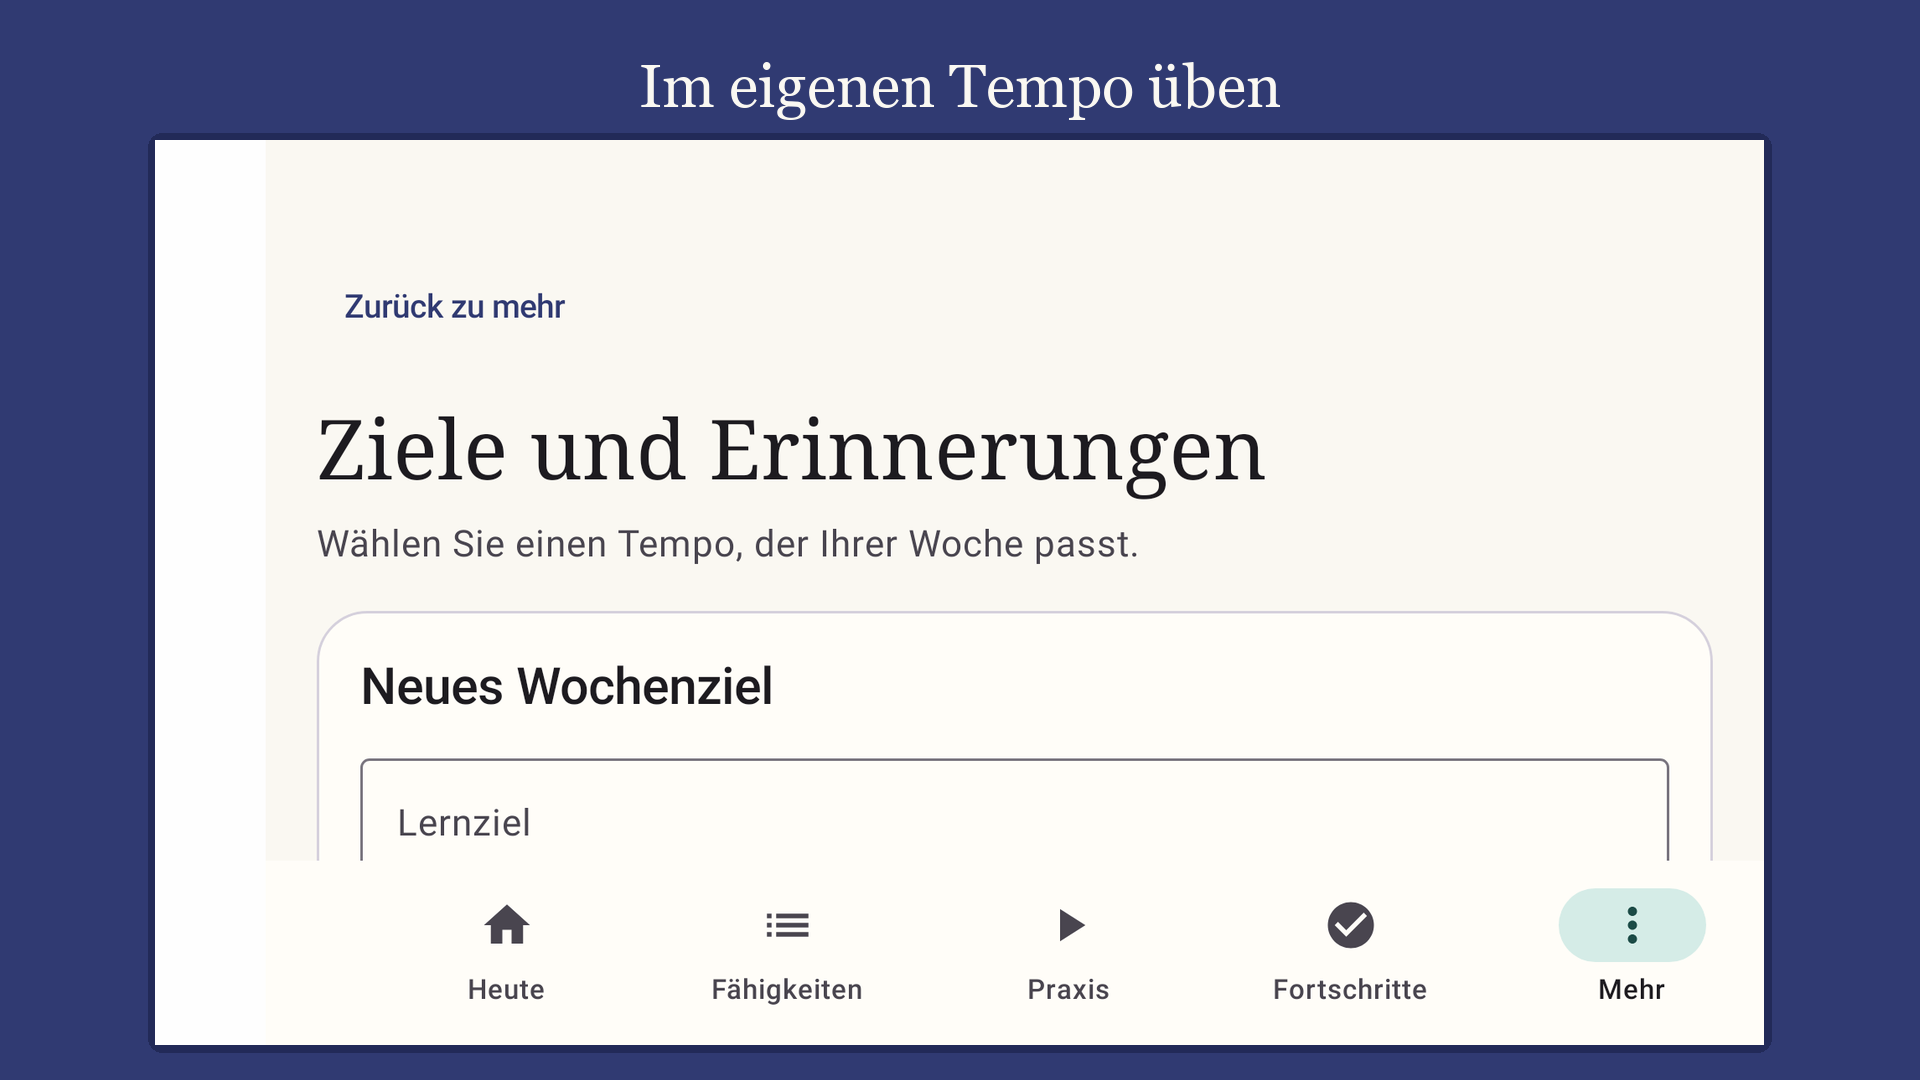 Im eigenen Tempo üben
Zurück zu mehr
Ziele und Erinnerungen
Wählen Sie einen Tempo, der Ihrer Woche passt.
Neues Wochenziel
Lernziel
Heute
Fähigkeiten
Praxis
Fortschritte
Mehr